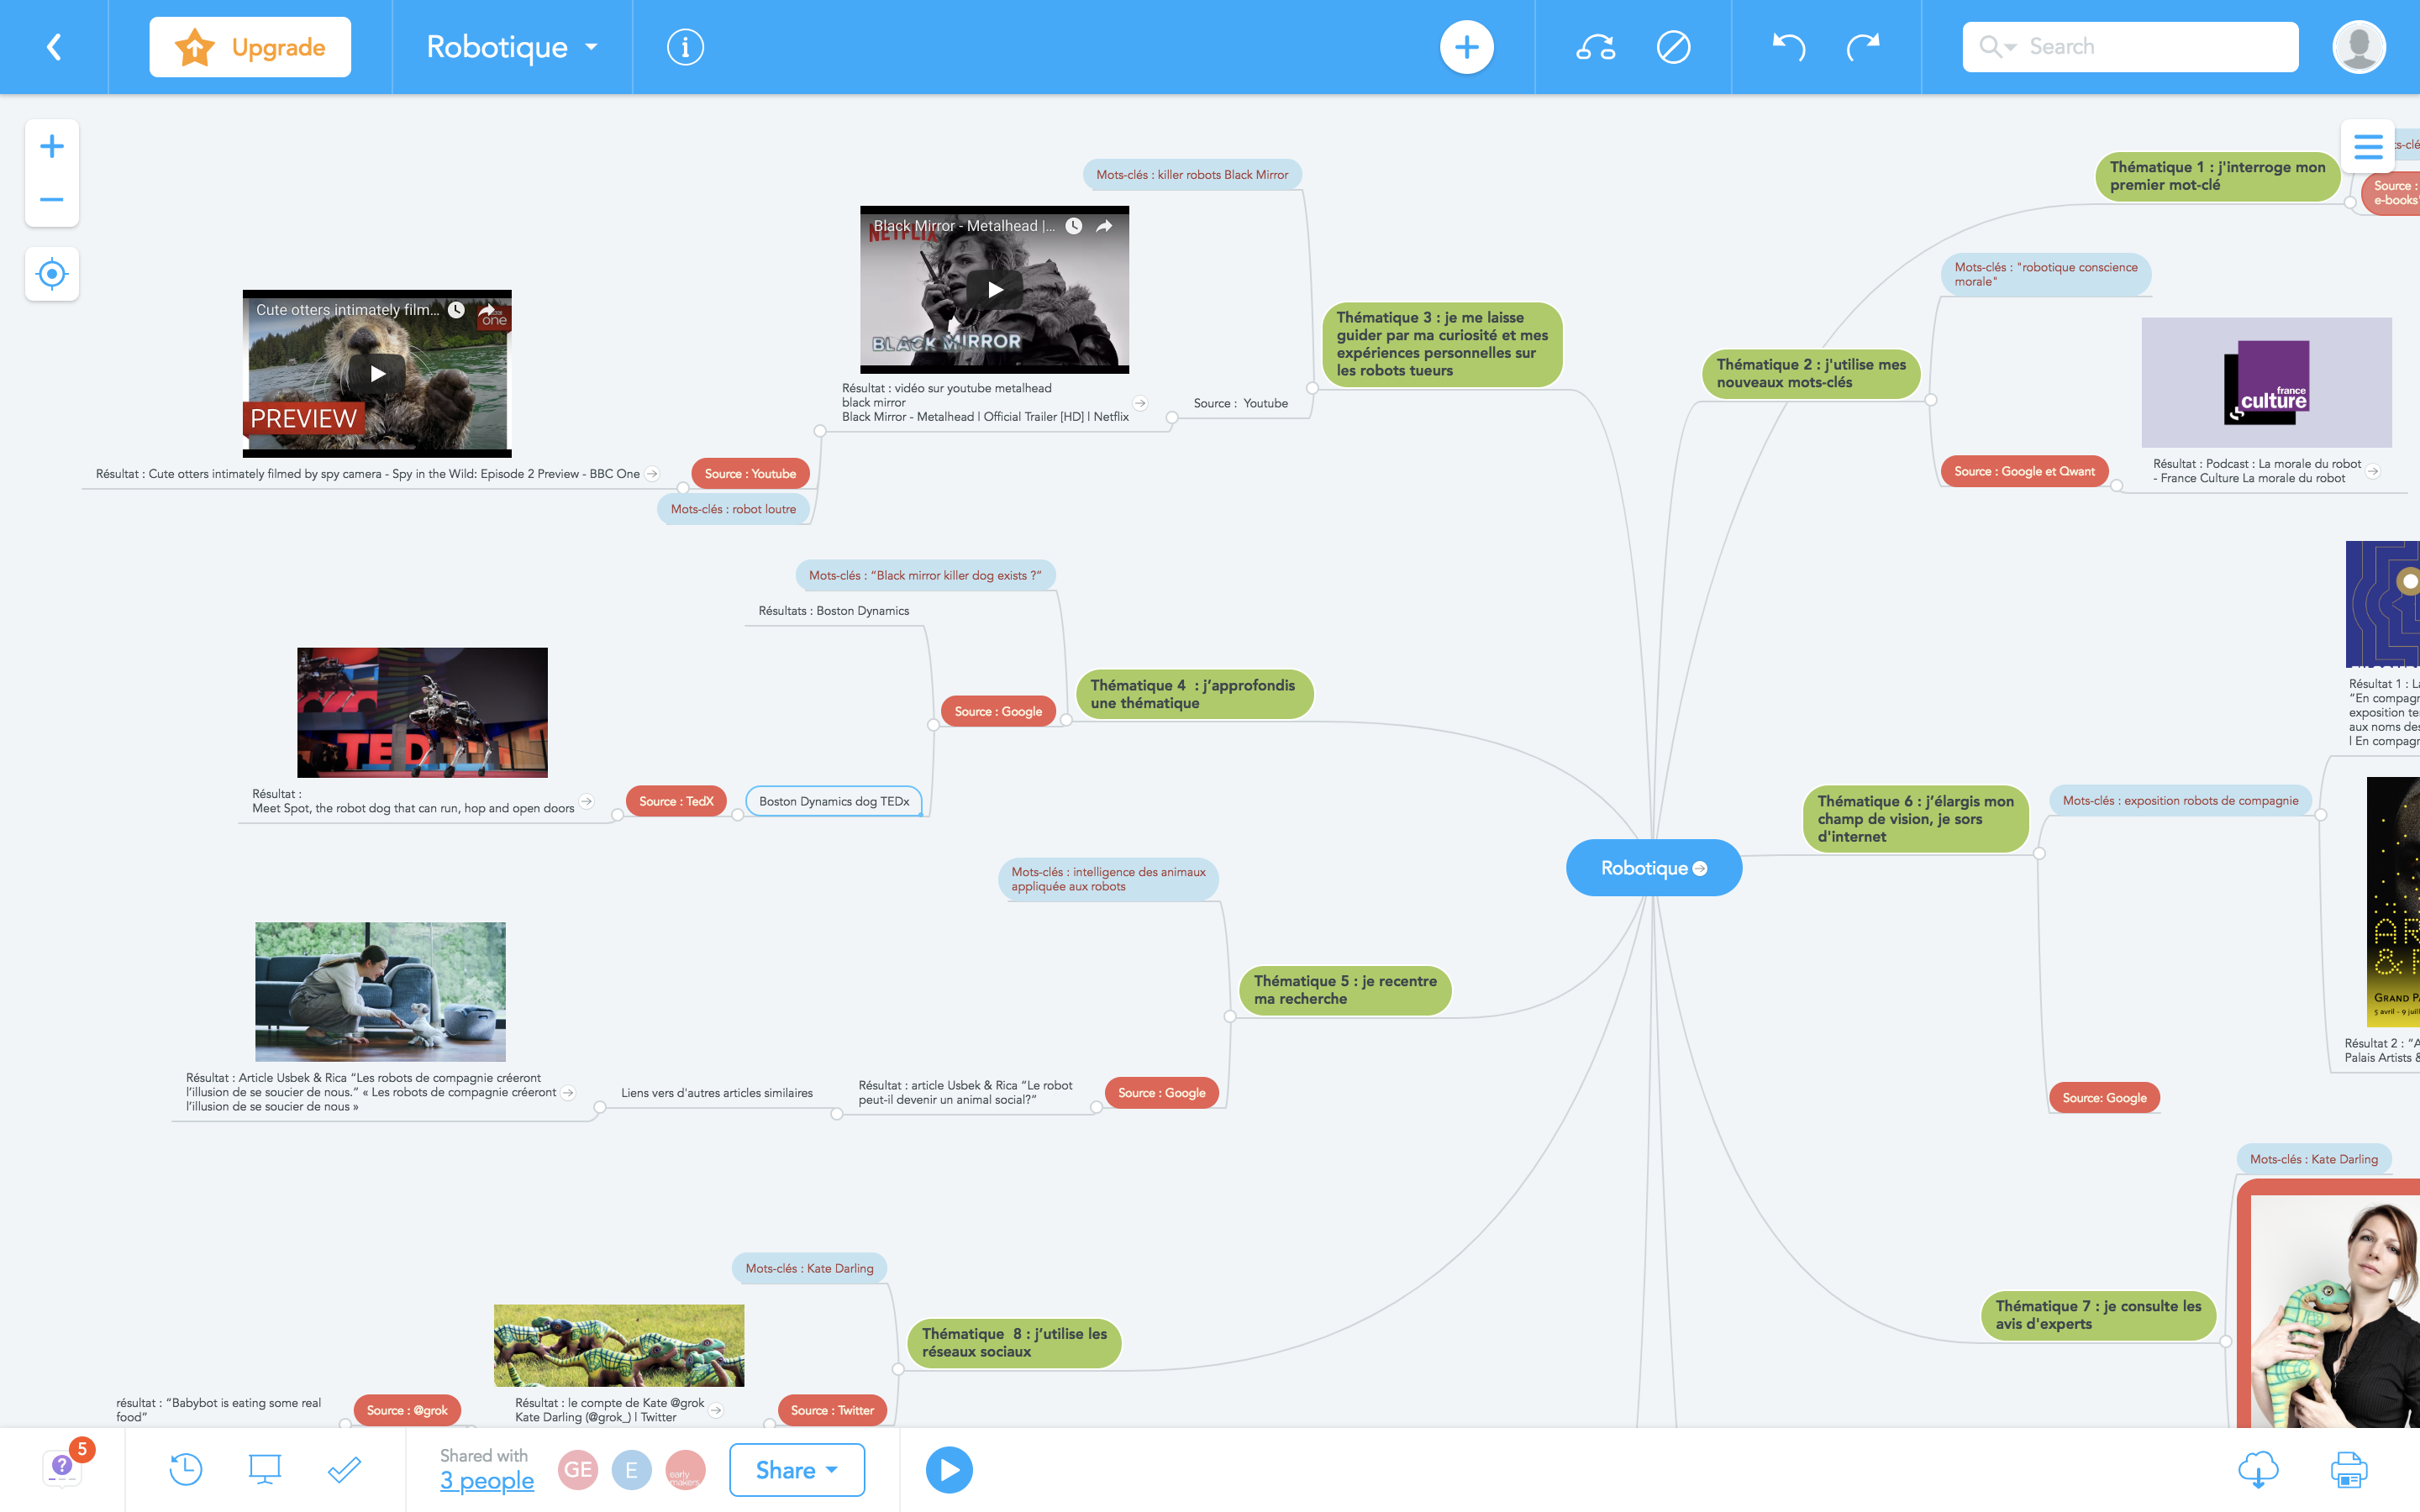 Upgrade
Robotique
Search
Mots-clés : killer robots Black Mirror
NETFLIX
Black Mirror - Metalhead |...
BLACK MIRROR
Résultat : vidéo sur youtube metalhead
black mirror
Black Mirror - Metalhead | Official Trailer [HD] | Netflix
Source : Youtube
Thématique 3 : je me laisse
guider par ma curiosité et mes
expériences personnelles sur
les robots tueurs
Cute otters intimately film...
one
PREVIEW
Résultat : Cute otters intimately filmed by spy camera - Spy in the Wild: Episode 2 Preview - BBC One
Source : Youtube
Mots-clés : robot loutre
Thématique 1 : j'interroge mon
premier mot-clé
Source :
e-books
Mots-clés : "robotique conscience
morale"
Thématique 2 : j'utilise mes
nouveaux mots-clés
france
culture
Source : Google et Qwant
Résultat : Podcast : La morale du robot
- France Culture La morale du robot
Mots-clés : “Black mirror killer dog exists ?”
Résultats : Boston Dynamics
Thématique 4 : j’approfondis
une thématique
Source : Google
TED
Résultat :
Meet Spot, the robot dog that can run, hop and open doors
Source : TedX
Boston Dynamics dog TEDx
Résultat 1 :
“En compag
exposition
aux noms des
| En compag
Thématique 6 : j’élargis mon
champ de vision, je sors
d'internet
Mots-clés : exposition robots de compagnie
Robotique
Mots-clés : intelligence des animaux
appliquée aux robots
Thématique 5 : je recentre
ma recherche
Résultat : Article Usbek & Rica “Les robots de compagnie créeront
l’illusion de se soucier de nous.” « Les robots de compagnie créeront
l’illusion de se soucier de nous »
Liens vers d'autres articles similaires
Résultat : article Usbek & Rica “Le robot
peut-il devenir un animal social?”
Source : Google
AR
&
GRAND
5 avril - 9 juil
Résultat 2 :
Palais Artists &
Source: Google
Mots-clés : Kate Darling
Thématique 7 : je consulte les
avis d'experts
Mots-clés : Kate Darling
Thématique 8 : j’utilise les
réseaux sociaux
résultat : “Babybot is eating some real
food”
Source : @grok
Résultat : le compte de Kate @grok
Kate Darling (@grok_) | Twitter
Source : Twitter
5
Shared with
3 people
GE
E
early
makers
Share